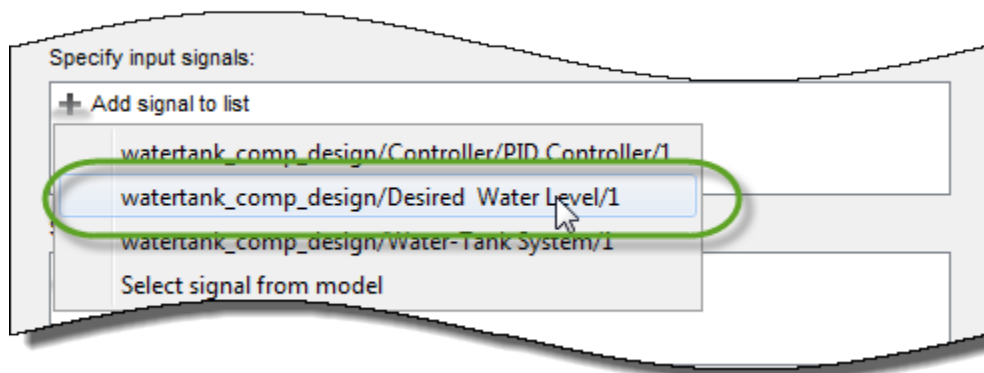 Specify input signals:
Add signal to list
watertank_comp_design/Controller/PID Controller/1
watertank_comp_design/Desired  Water Level/1
watertank_comp_design/Water-Tank System/1
Select signal from model